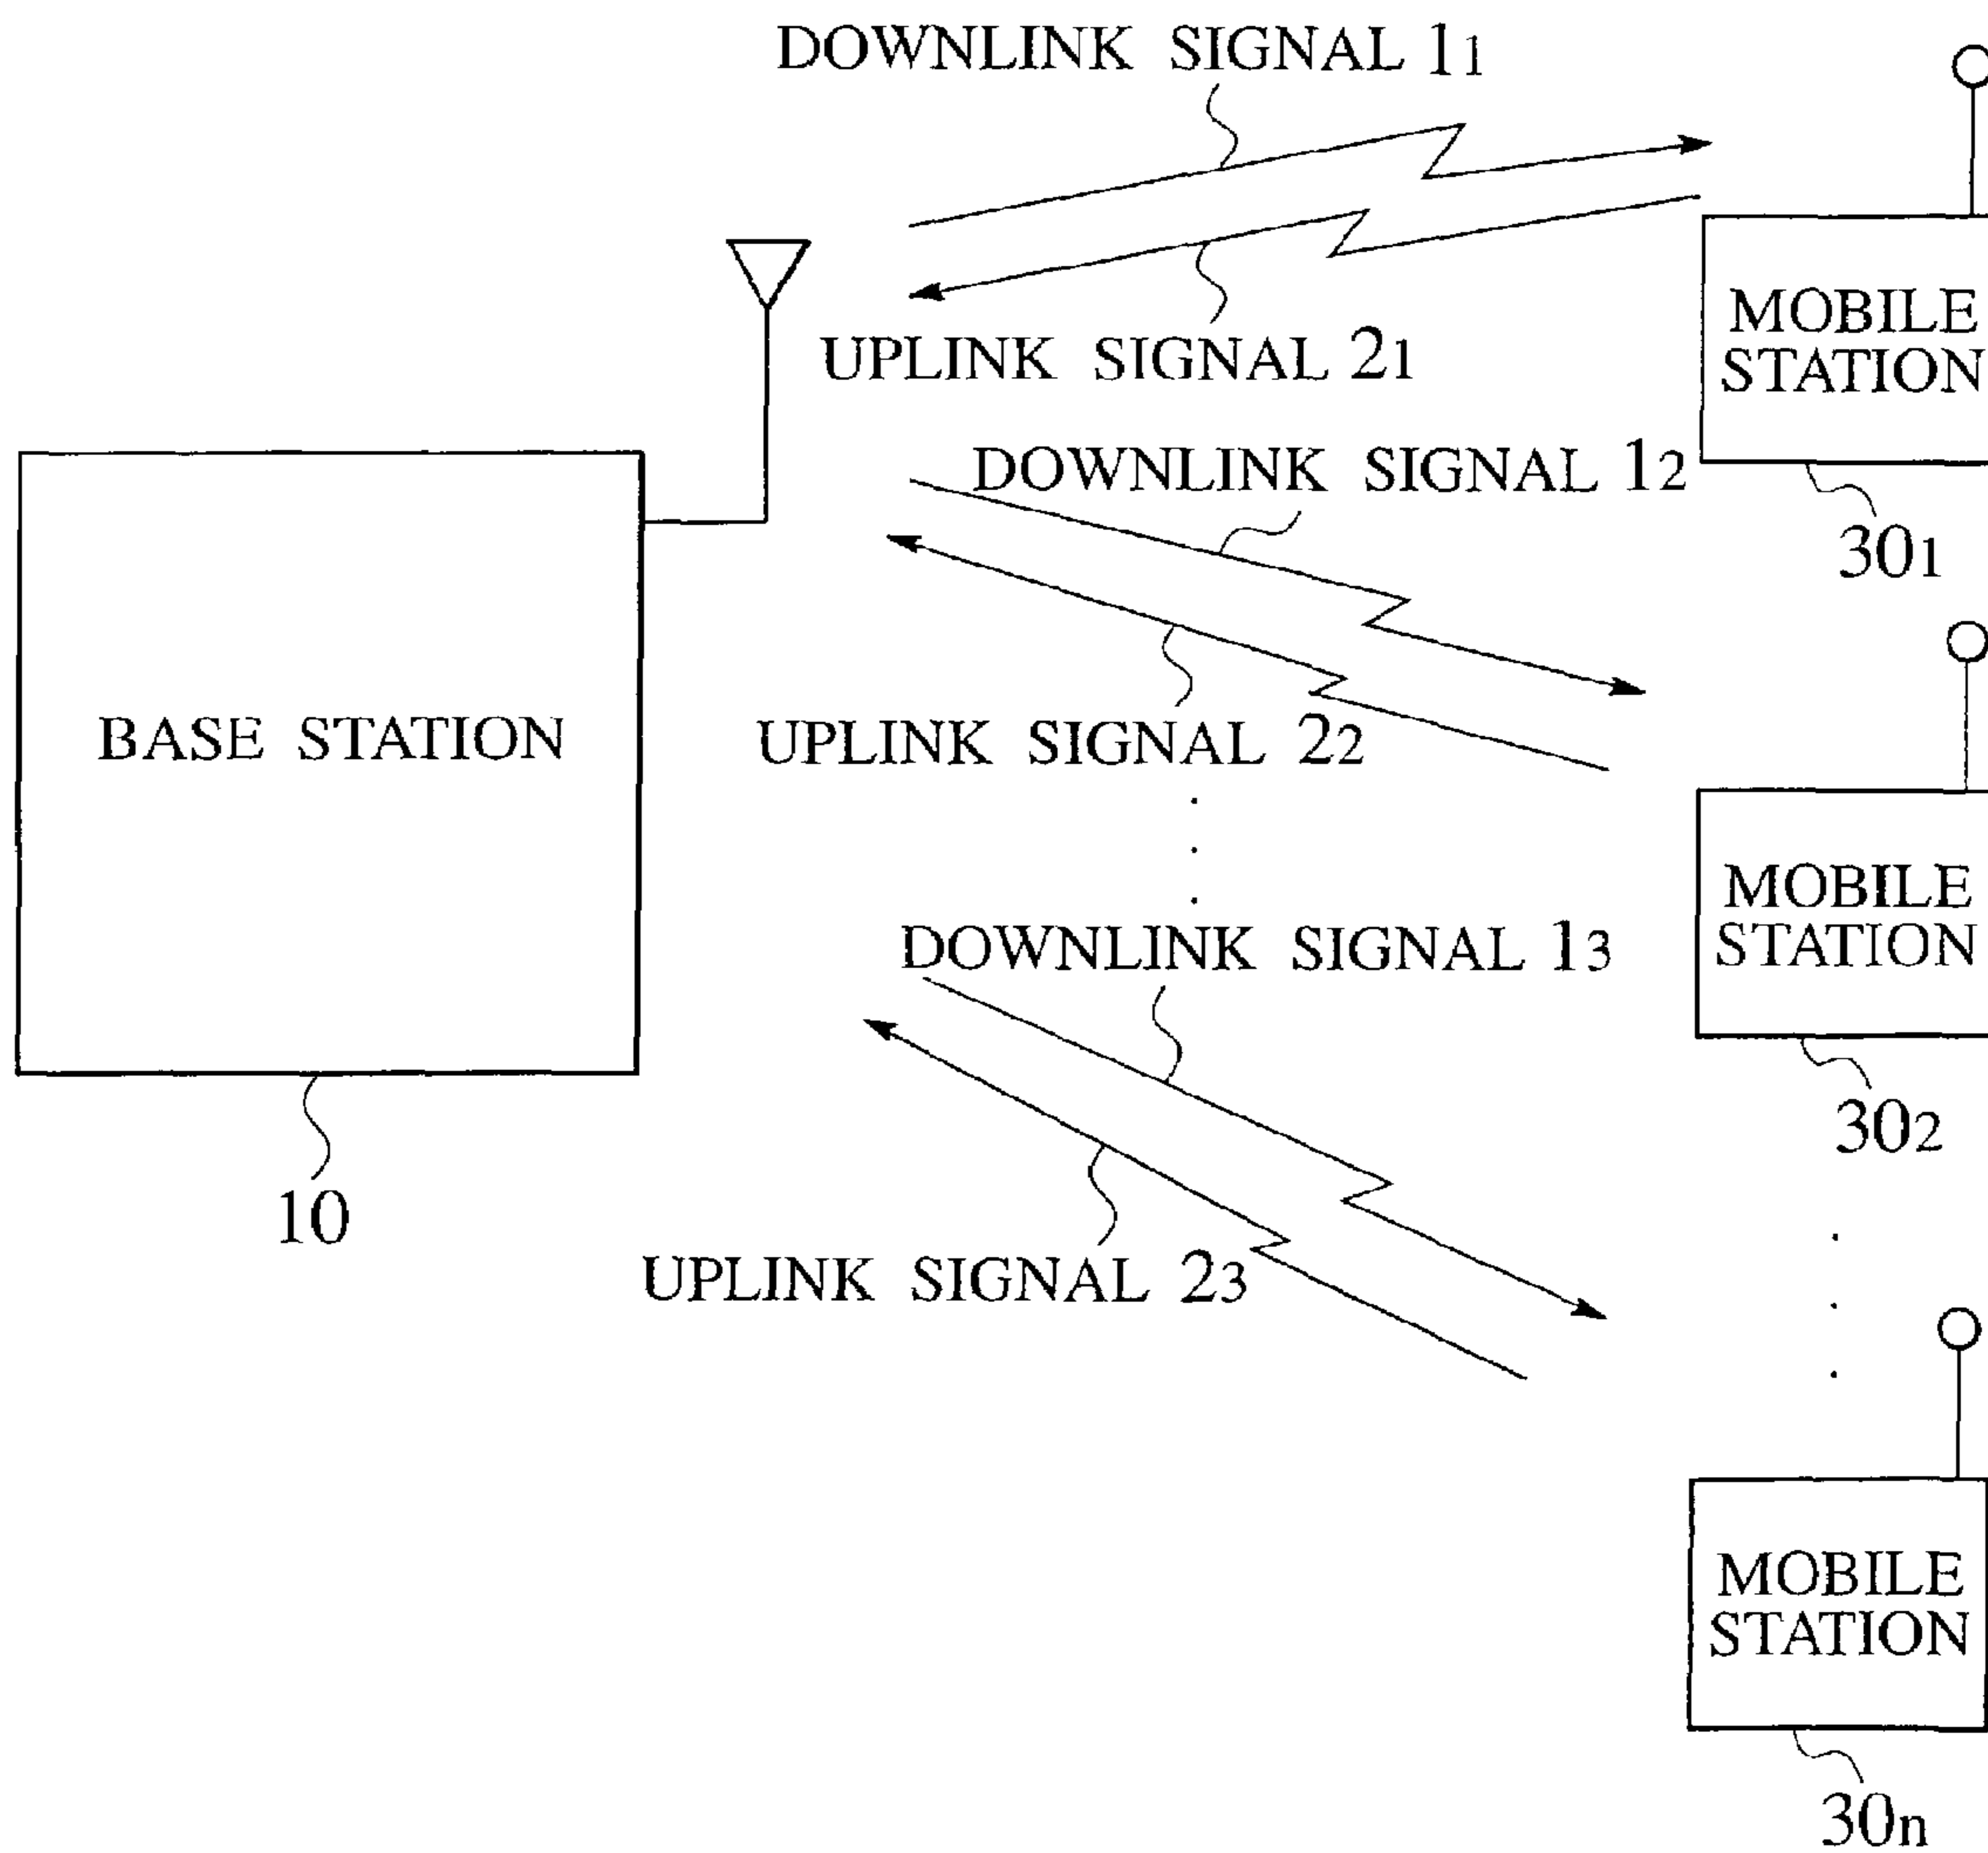 DOWNLINK SIGNAL 1₁
UPLINK SIGNAL 2₁
MOBILE
STATION
30₁
DOWNLINK SIGNAL 1₂
UPLINK SIGNAL 2₂
BASE STATION
10
MOBILE
STATION
30₂
DOWNLINK SIGNAL 1₃
UPLINK SIGNAL 2₃
MOBILE
STATION
30n